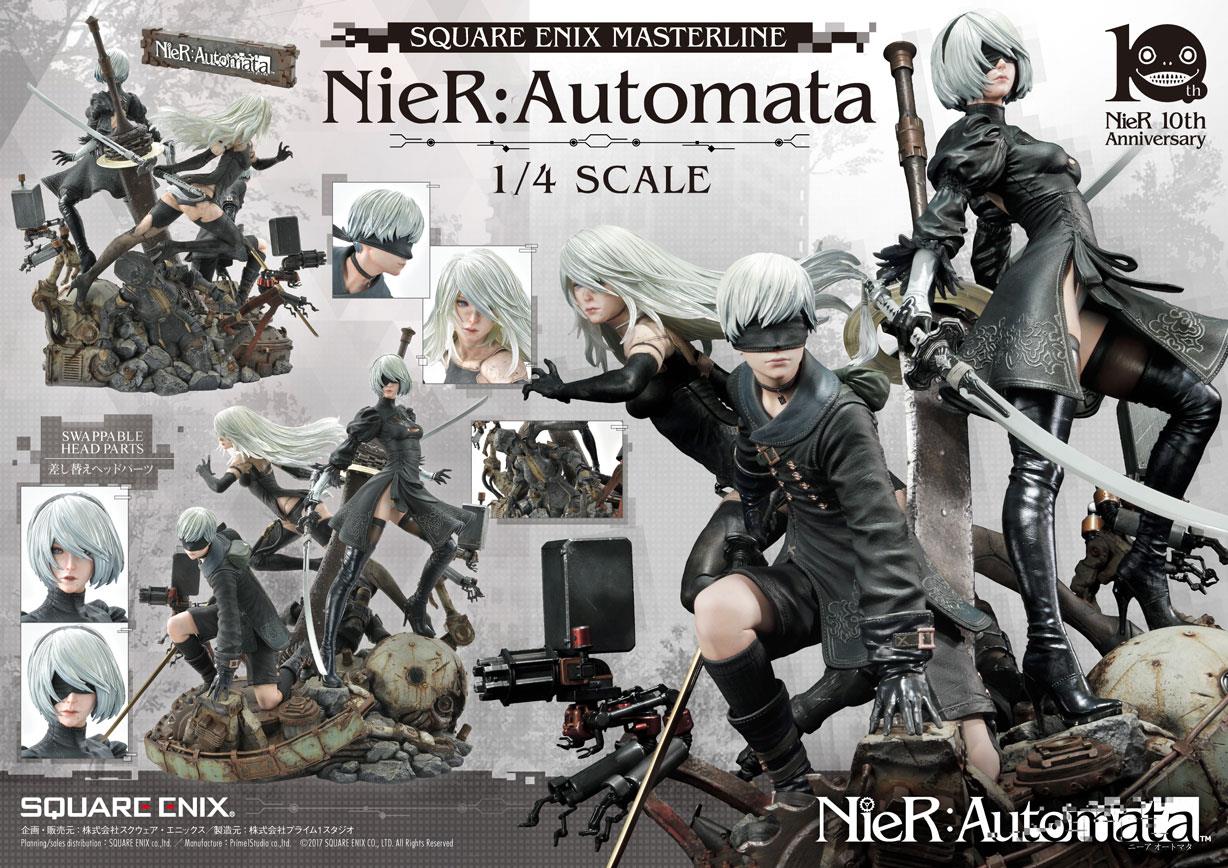 SQUARE ENIX MASTERLINE
NieR:Automata
1/4 SCALE
NieR:Automata
10th
NieR 10th
Anniversary
SWAPPABLE
HEAD PARTS
差し替えヘッドパーツ
SQUARE ENIX®
企画・販売元：株式会社スクウェア・エニックス／製造元：株式会社プライム1スタジオ
Planning/sales distribution：SQUARE ENIX co.,ltd. ／ Manufacture：Prime1Studio co.,ltd. ©2017 SQUARE ENIX CO., LTD. All Rights Reserved
NieR:Automata™
ニーア オートマタ